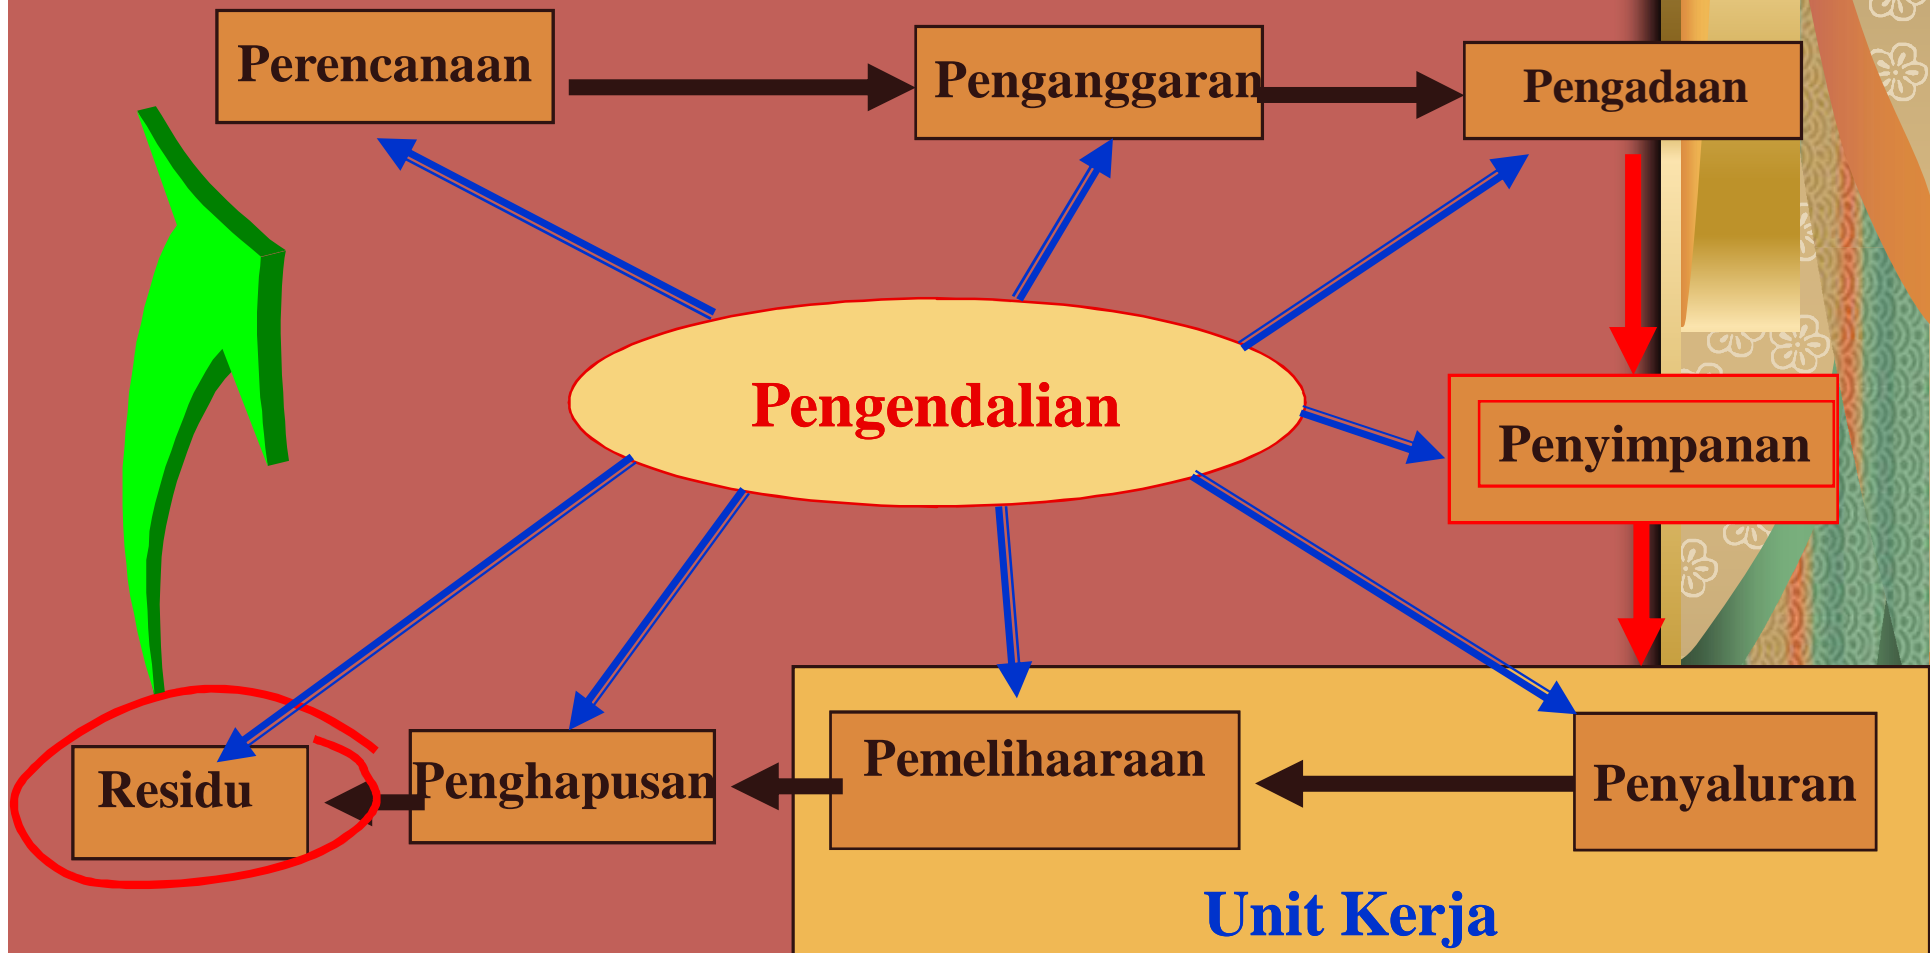 Perencanaan
Penganggaran
Pengadaan
Pengendalian
Penyimpanan
Residu
Penghapusan
Pemelihaaraan
Penyaluran
Unit Kerja